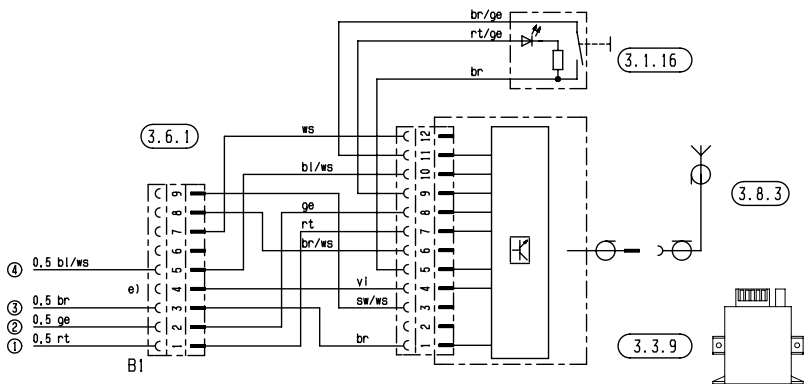 br/ge
rt/ge
br
3.1.16
3.6.1
ws
bl/ws
ge
rt
br/ws
vi
sw/ws
br
12
11
10
9
8
7
6
5
4
3
2
1
9
8
7
6
5
4
3
2
1
4 0.5 bl/ws
e)
3 0.5 br
2 0.5 ge
1 0.5 rt
B1
3.8.3
3.3.9